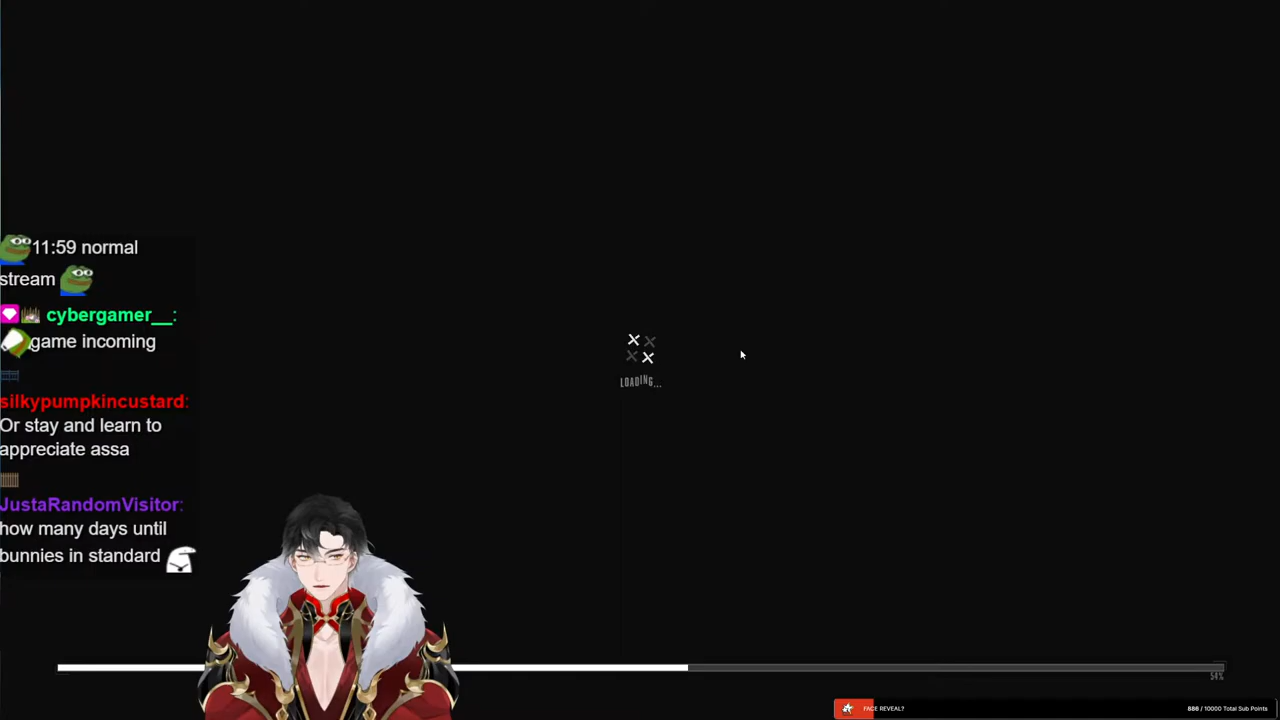 11:59 normal
stream
cybergamer__:
game incoming
silkypumpkincustard:
Or stay and learn to
appreciate assa
JustaRandomVisitor:
how many days until
bunnies in standard
LOADING...
54%
FACE REVEAL?
886 / 10000 Total Sub Points